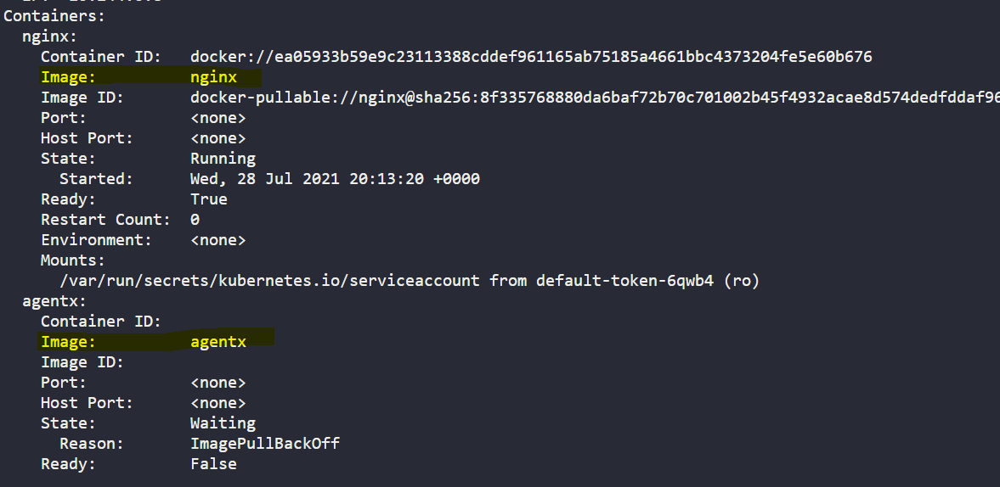 Containers:
nginx:
Container ID: docker://ea05933b59e9c23113388cddef961165ab75185a4661bbc4373204fe5e60b676
Image: nginx
Image ID: docker-pullable://nginx@sha256:8f335768880da6baf72b70c701002b45f4932acae8d574dedfddaf96
Port: <none>
Host Port: <none>
State: Running
Started: Wed, 28 Jul 2021 20:13:20 +0000
Ready: True
Restart Count: 0
Environment: <none>
Mounts:
/var/run/secrets/kubernetes.io/serviceaccount from default-token-6qwb4 (ro)
agentx:
Container ID:
Image: agentx
Image ID:
Port: <none>
Host Port: <none>
State: Waiting
Reason: ImagePullBackOff
Ready: False